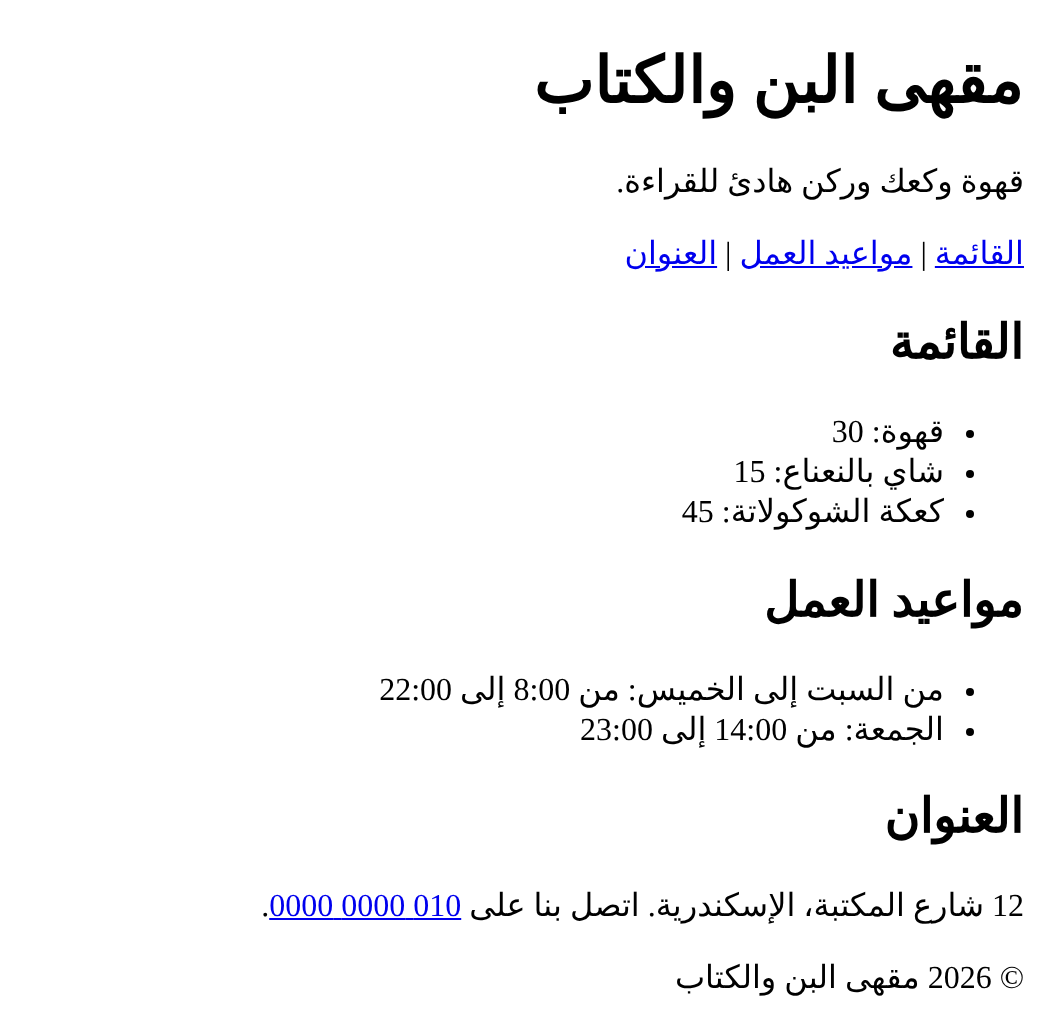 مقهى البن والكتاب
قهوة وكعك وركن هادئ للقراءة.
القائمة | مواعيد العمل | العنوان
القائمة
• قهوة: 30
• شاي بالنعناع: 15
• كعكة الشوكولاتة: 45
مواعيد العمل
• من السبت إلى الخميس: من 8:00 إلى 22:00
• الجمعة: من 14:00 إلى 23:00
العنوان
12 شارع المكتبة، الإسكندرية. اتصل بنا على 010 0000 0000.
© 2026 مقهى البن والكتاب